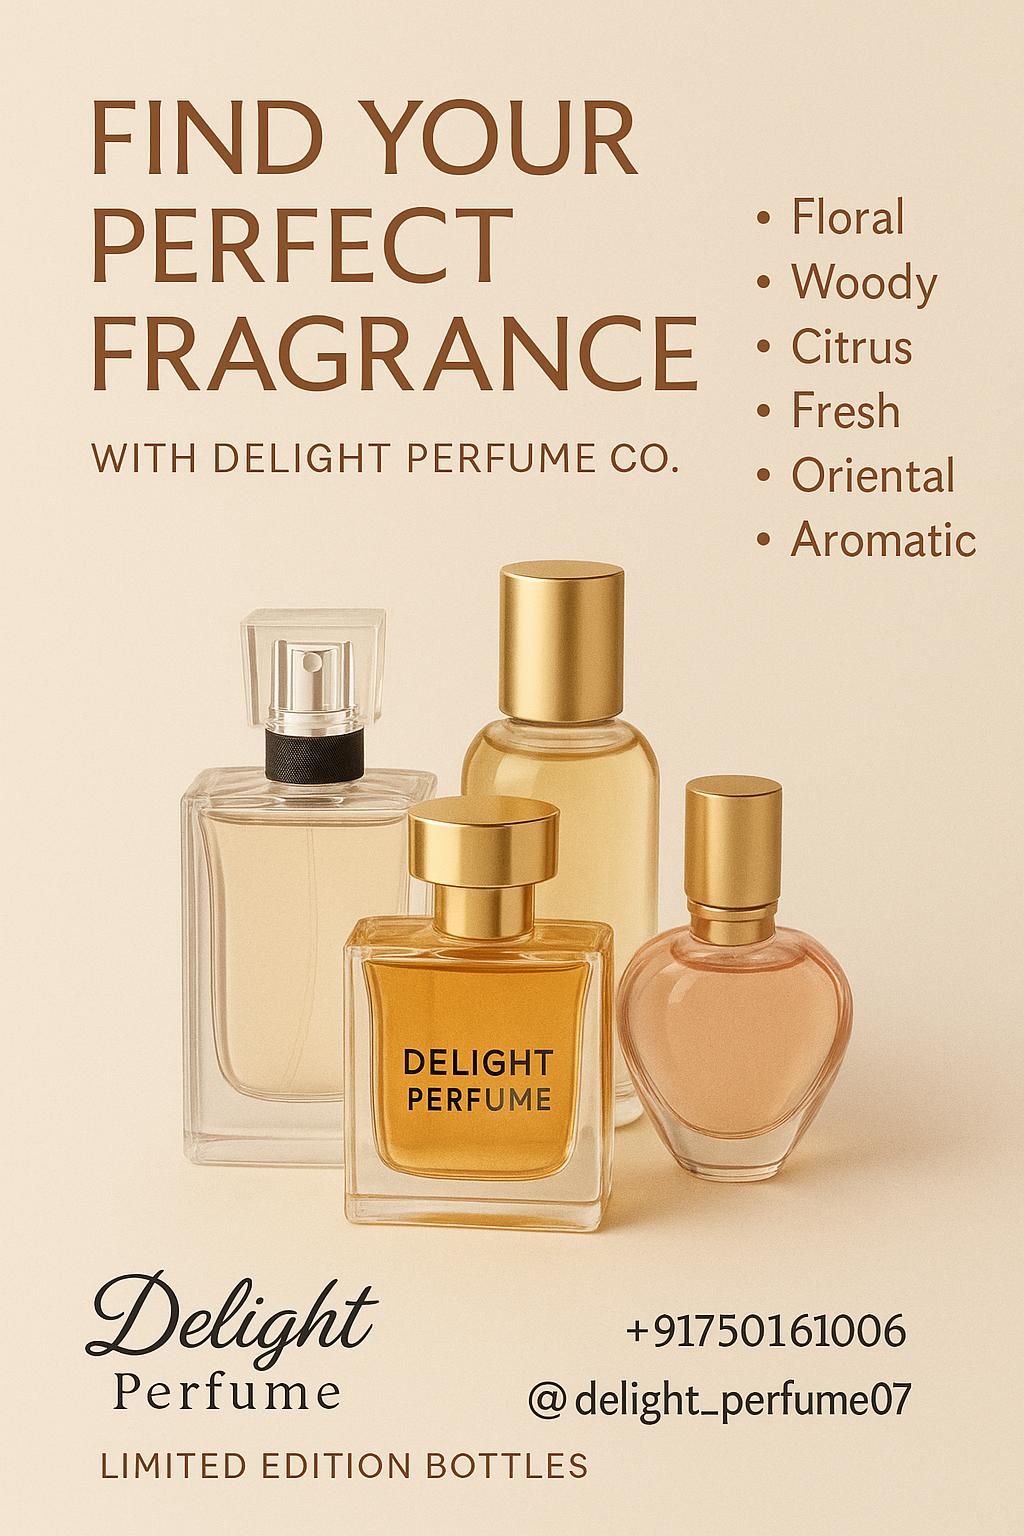 FIND YOUR
PERFECT
FRAGRANCE
WITH DELIGHT PERFUME CO.
• Floral
• Woody
• Citrus
• Fresh
• Oriental
• Aromatic
DELIGHT
PERFUME
Delight
Perfume
+91750161006
@delight_perfume07
LIMITED EDITION BOTTLES